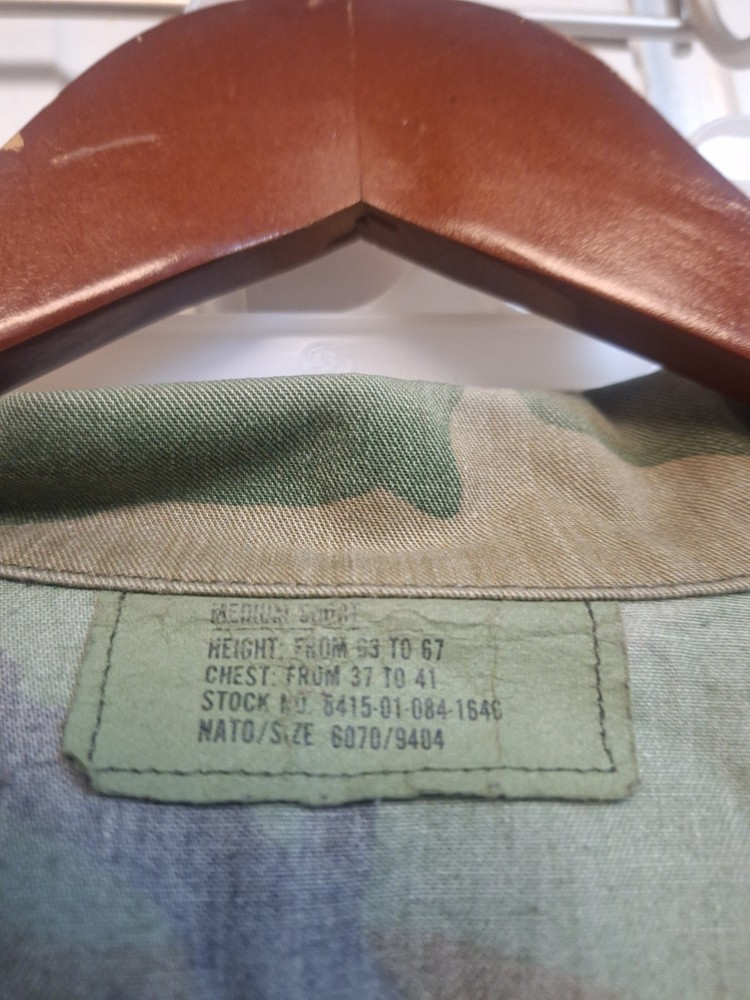 MEDIUM SHORT
HEIGHT: FROM 63 TO 67
CHEST: FROM 37 TO 41
STOCK NO. 8415-01-084-1646
NATO/SIZE 6070/9404